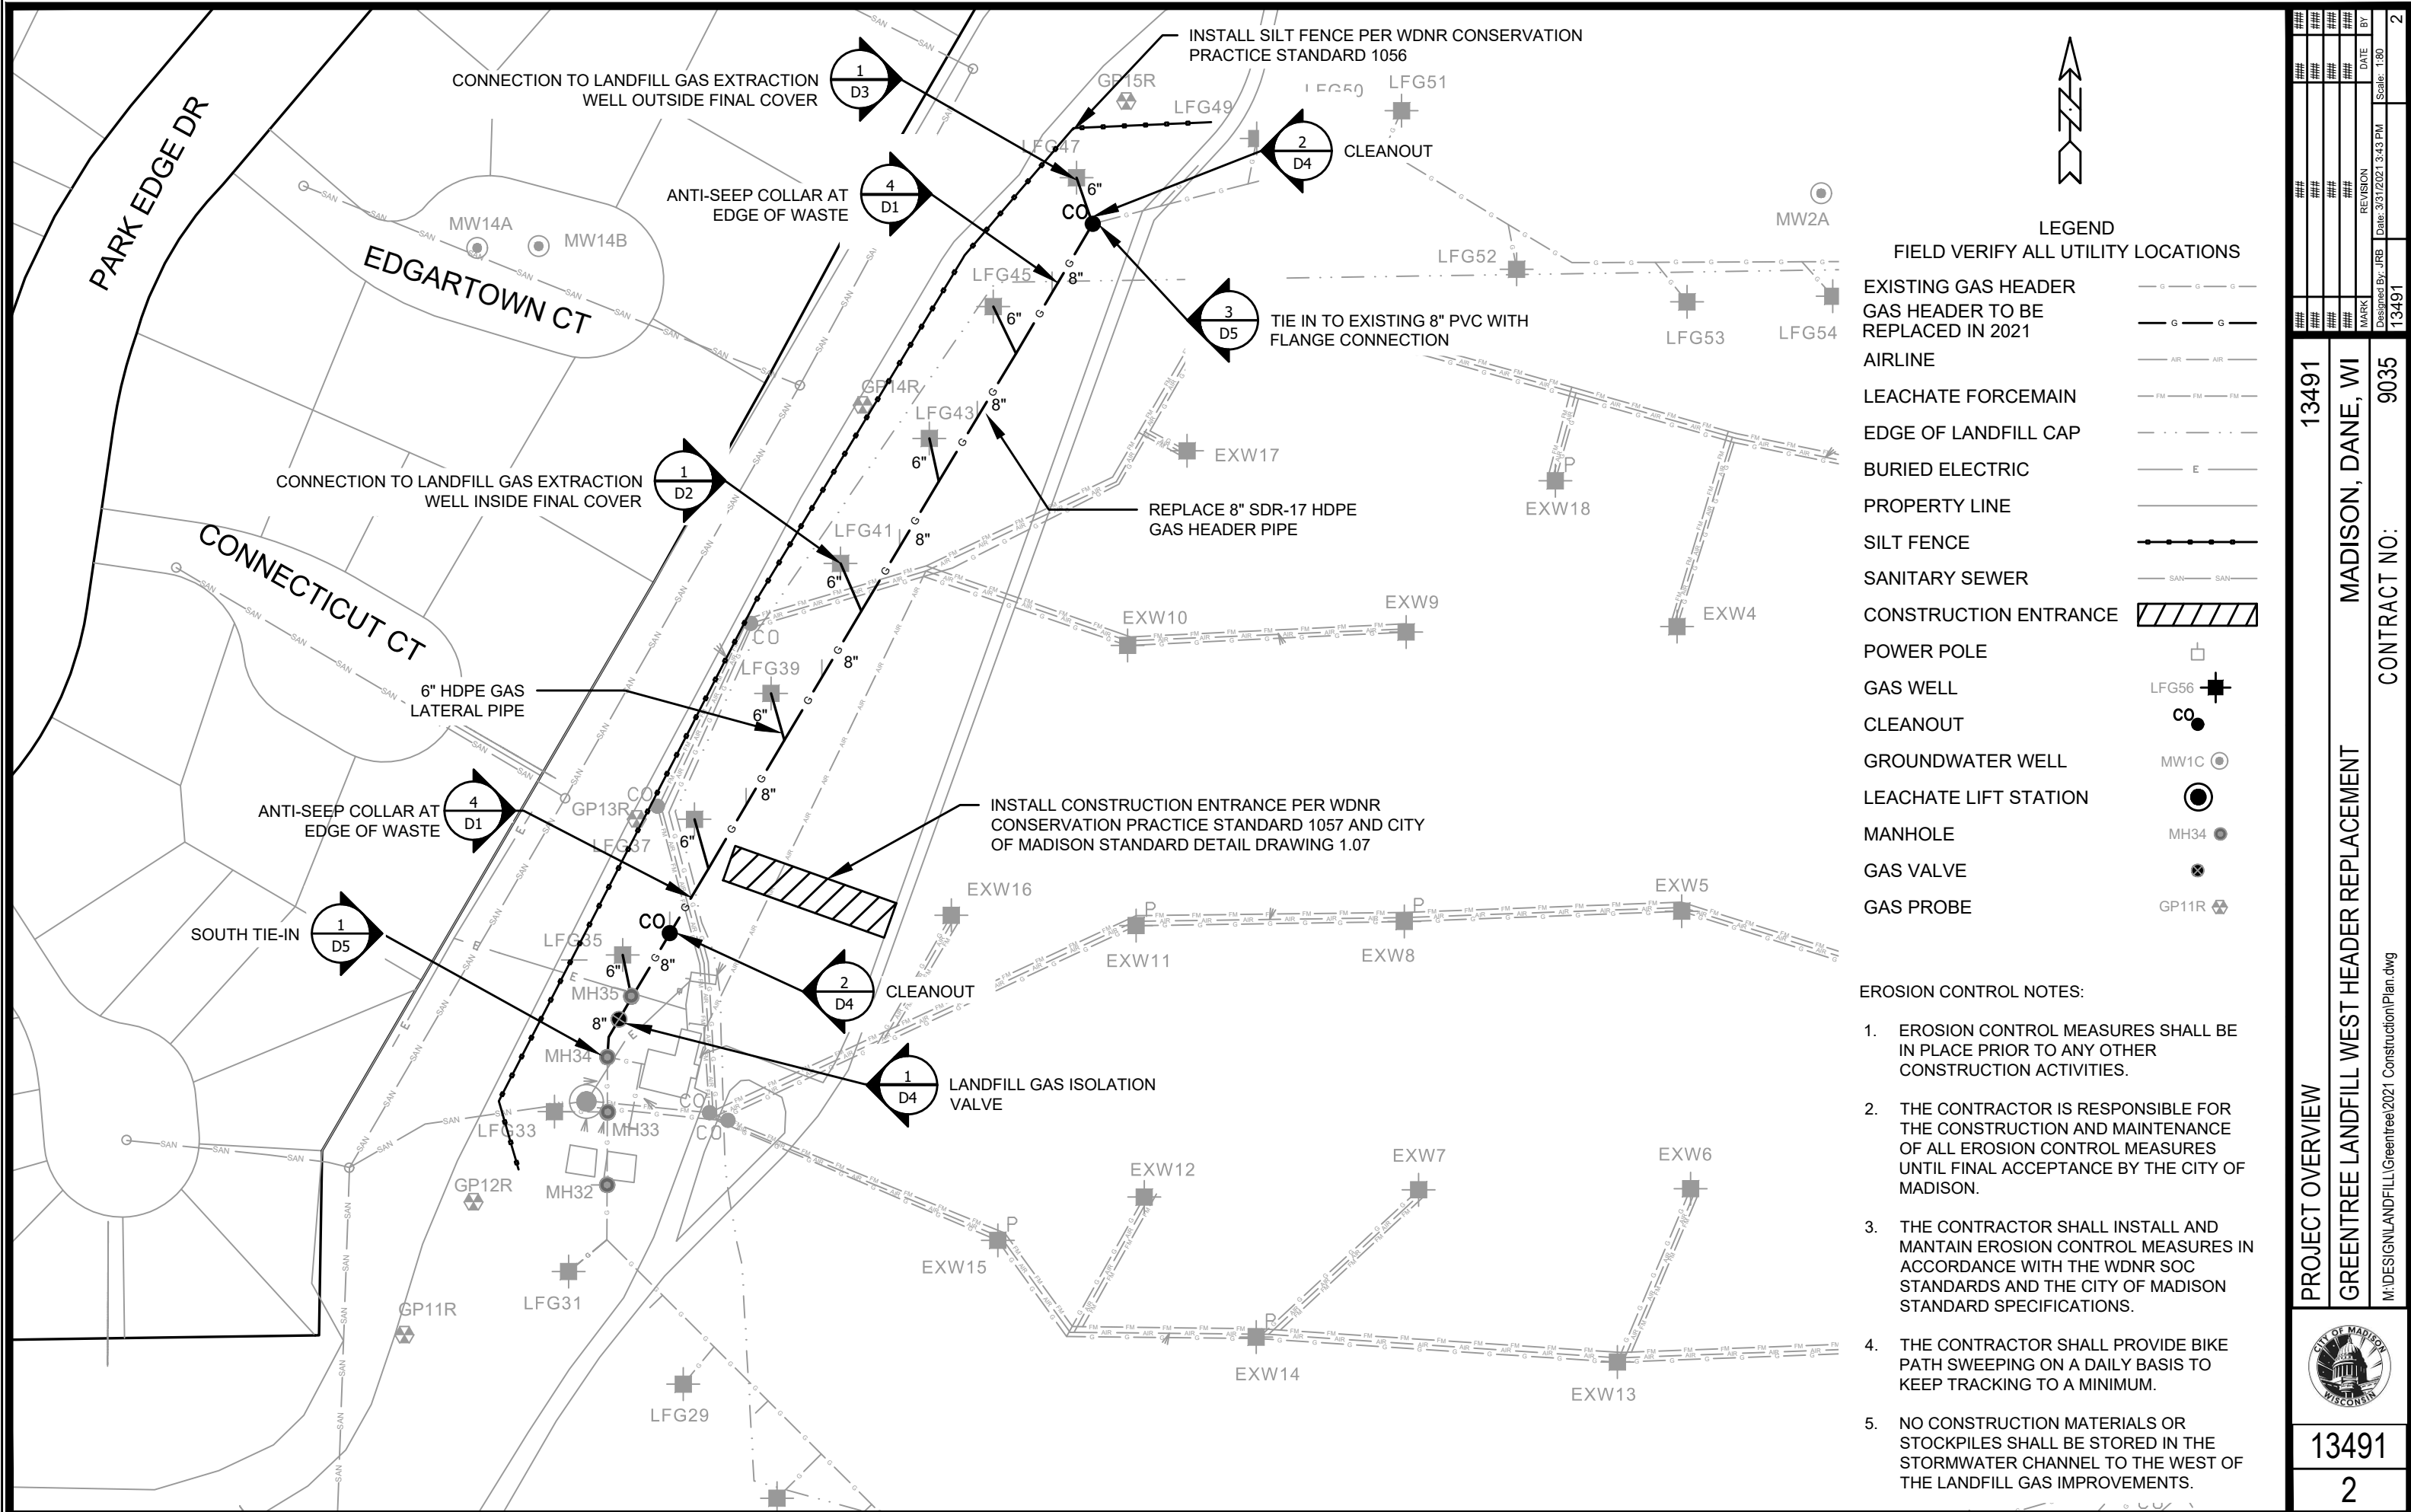 INSTALL SILT FENCE PER WDNR CONSERVATION
PRACTICE STANDARD 1056
CONNECTION TO LANDFILL GAS EXTRACTION
WELL OUTSIDE FINAL COVER
1
D3
GP15R
LFG49
LFG51
LFG47
2
D4
CLEANOUT
PARK EDGE DR
ANTI-SEEP COLLAR AT
EDGE OF WASTE
4
D1
6"
CO
MW14A
MW14B
EDGARTOWN CT
LFG45
8"
6"
LFG52
MW2A
LFG53
LFG54
3
D5
TIE IN TO EXISTING 8" PVC WITH
FLANGE CONNECTION
GP14R
LFG43
8"
6"
EXW17
EXW18
CONNECTION TO LANDFILL GAS EXTRACTION
WELL INSIDE FINAL COVER
1
D2
REPLACE 8" SDR-17 HDPE
GAS HEADER PIPE
LFG41
8"
6"
CONNECTICUT CT
EXW10
EXW9
EXW4
CO
8"
LFG39
6"
6" HDPE GAS
LATERAL PIPE
ANTI-SEEP COLLAR AT
EDGE OF WASTE
4
D1
CO
GP13R
LFG37
8"
6"
INSTALL CONSTRUCTION ENTRANCE PER WDNR
CONSERVATION PRACTICE STANDARD 1057 AND CITY
OF MADISON STANDARD DETAIL DRAWING 1.07
EXW16
EXW5
P
P
EXW11
EXW8
SOUTH TIE-IN
1
D5
CO
LFG35
6"
8"
MH35
8"
MH34
2
D4
CLEANOUT
1
D4
LANDFILL GAS ISOLATION
VALVE
LFG33
MH33
CO
CO
GP12R
MH32
EXW12
EXW7
EXW6
P
EXW15
LFG31
GP11R
P
EXW14
EXW13
LFG29
LEGEND
FIELD VERIFY ALL UTILITY LOCATIONS
EXISTING GAS HEADER
GAS HEADER TO BE
REPLACED IN 2021
AIRLINE
LEACHATE FORCEMAIN
EDGE OF LANDFILL CAP
BURIED ELECTRIC
PROPERTY LINE
SILT FENCE
SANITARY SEWER
CONSTRUCTION ENTRANCE
POWER POLE
GAS WELL LFG56
CLEANOUT CO
GROUNDWATER WELL MW1C
LEACHATE LIFT STATION
MANHOLE MH34
GAS VALVE
GAS PROBE GP11R
EROSION CONTROL NOTES:
1. EROSION CONTROL MEASURES SHALL BE
IN PLACE PRIOR TO ANY OTHER
CONSTRUCTION ACTIVITIES.
2. THE CONTRACTOR IS RESPONSIBLE FOR
THE CONSTRUCTION AND MAINTENANCE
OF ALL EROSION CONTROL MEASURES
UNTIL FINAL ACCEPTANCE BY THE CITY OF
MADISON.
3. THE CONTRACTOR SHALL INSTALL AND
MANTAIN EROSION CONTROL MEASURES IN
ACCORDANCE WITH THE WDNR SOC
STANDARDS AND THE CITY OF MADISON
STANDARD SPECIFICATIONS.
4. THE CONTRACTOR SHALL PROVIDE BIKE
PATH SWEEPING ON A DAILY BASIS TO
KEEP TRACKING TO A MINIMUM.
5. NO CONSTRUCTION MATERIALS OR
STOCKPILES SHALL BE STORED IN THE
STORMWATER CHANNEL TO THE WEST OF
THE LANDFILL GAS IMPROVEMENTS.
MARK REVISION DATE BY
Designed By: JRB Date: 3/31/2021 3:43 PM Scale: 1:80
13491 2
PROJECT OVERVIEW 13491
GREENTREE LANDFILL WEST HEADER REPLACEMENT MADISON, DANE, WI
M:\DESIGN\LANDFILL\Greentree\2021 Construction\Plan.dwg CONTRACT NO: 9035
CITY OF MADISON
WISCONSIN
13491
2